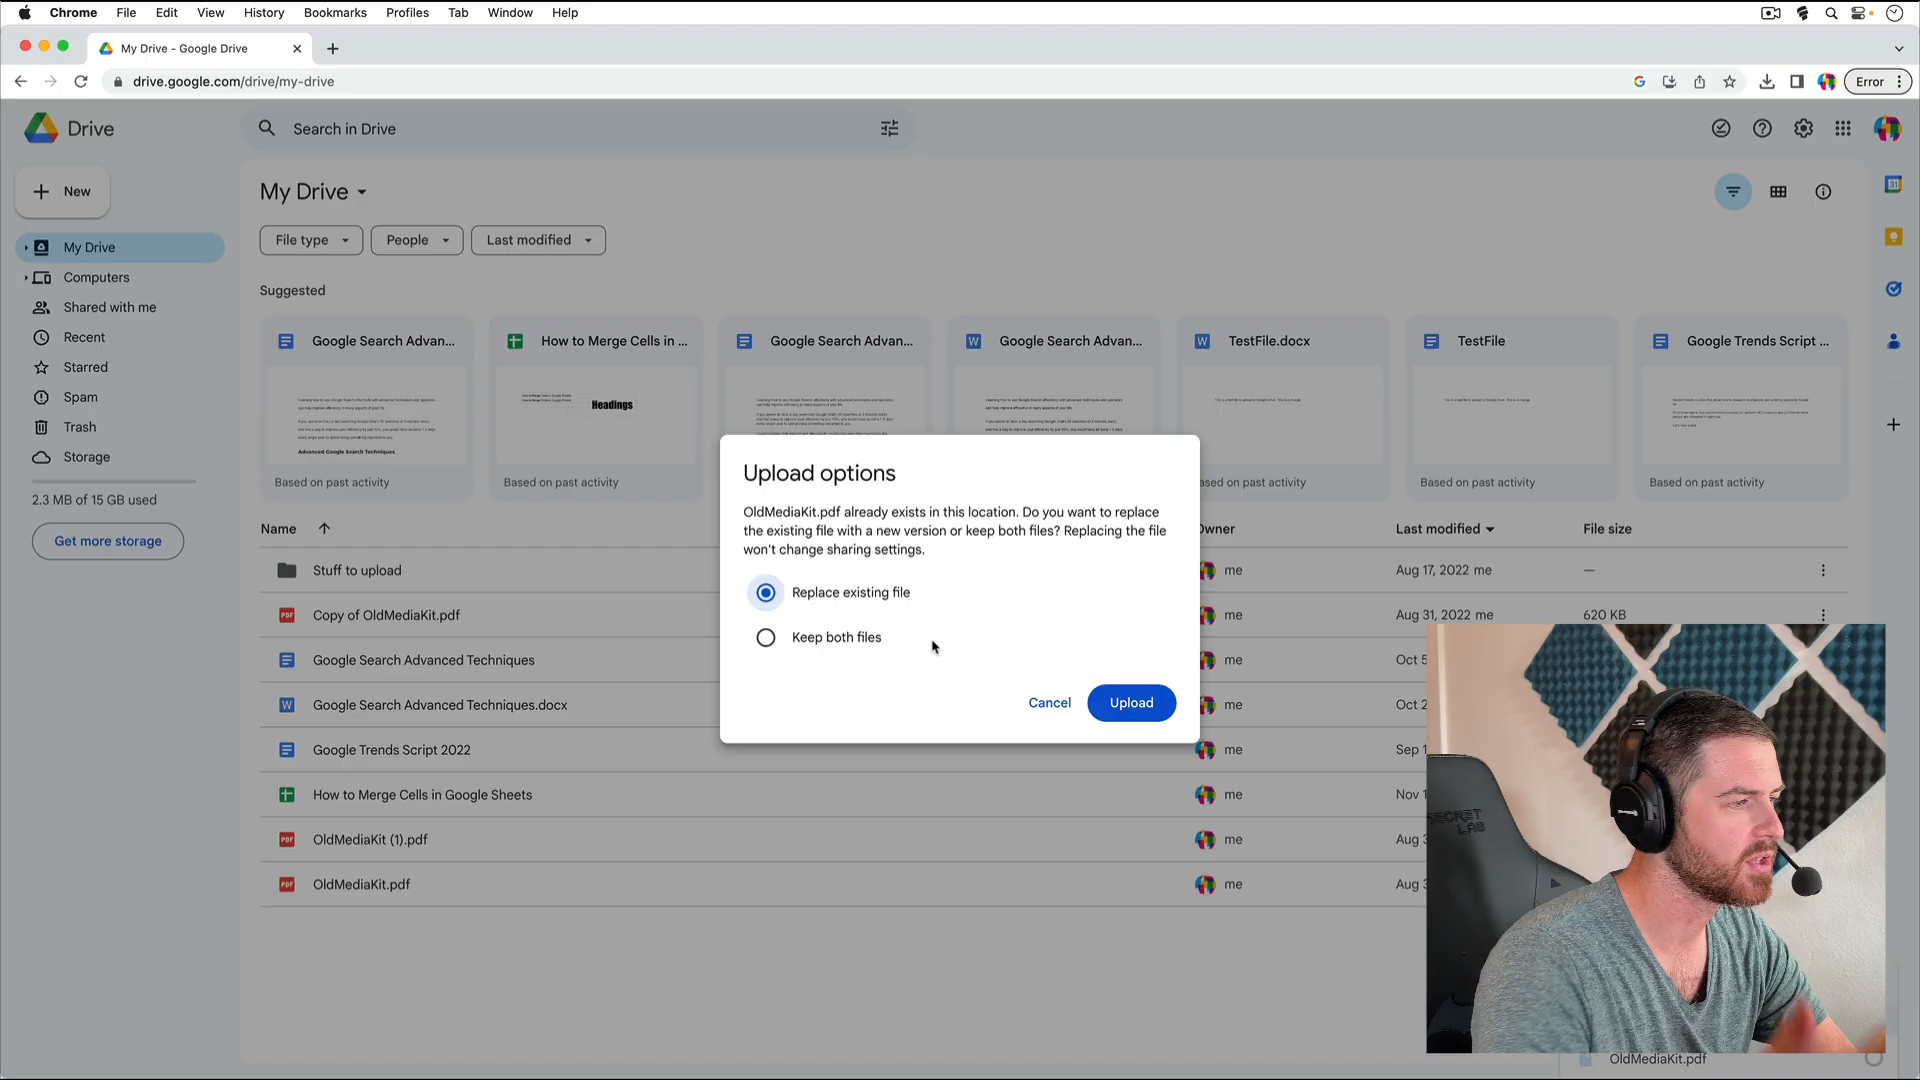 Chrome File Edit View History Bookmarks Profiles Tab Window Help
My Drive - Google Drive
drive.google.com/drive/my-drive
Error
Drive
Search in Drive
New
My Drive
File type
People
Last modified
My Drive
Computers
Shared with me
Recent
Starred
Spam
Trash
Storage
2.3 MB of 15 GB used
Get more storage
Suggested
Google Search Advan...
How to Merge Cells in ...
Google Search Advan...
Google Search Advan...
TestFile.docx
TestFile
Google Trends Script ...
Headings
Advanced Google Search Techniques
Based on past activity
Based on past activity
ased on past activity
Based on past activity
Based on past activity
Upload options
OldMediaKit.pdf already exists in this location. Do you want to replace
the existing file with a new version or keep both files? Replacing the file
won't change sharing settings.
Replace existing file
Keep both files
Cancel
Upload
Name
Owner
Last modified
File size
Stuff to upload
me
Aug 17, 2022 me
—
Copy of OldMediaKit.pdf
me
Aug 31, 2022 me
620 KB
Google Search Advanced Techniques
me
Oct 5
Google Search Advanced Techniques.docx
me
Oct 2
Google Trends Script 2022
me
Sep 1
How to Merge Cells in Google Sheets
me
Nov 1
OldMediaKit (1).pdf
me
Aug 3
OldMediaKit.pdf
me
Aug 3
OldMediaKit.pdf